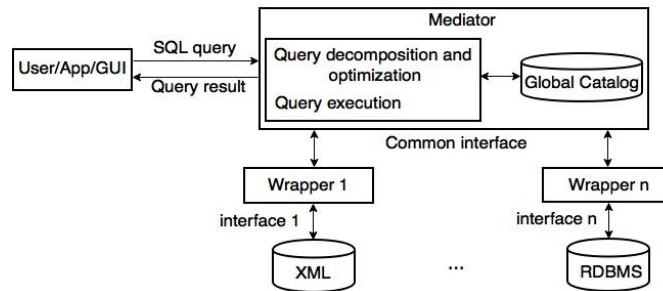 Mediator
SQL query
User/App/GUI
Query result
Query decomposition and
optimization
Query execution
Global Catalog
Common interface
Wrapper 1
Wrapper n
interface 1
interface n
XML
...
RDBMS